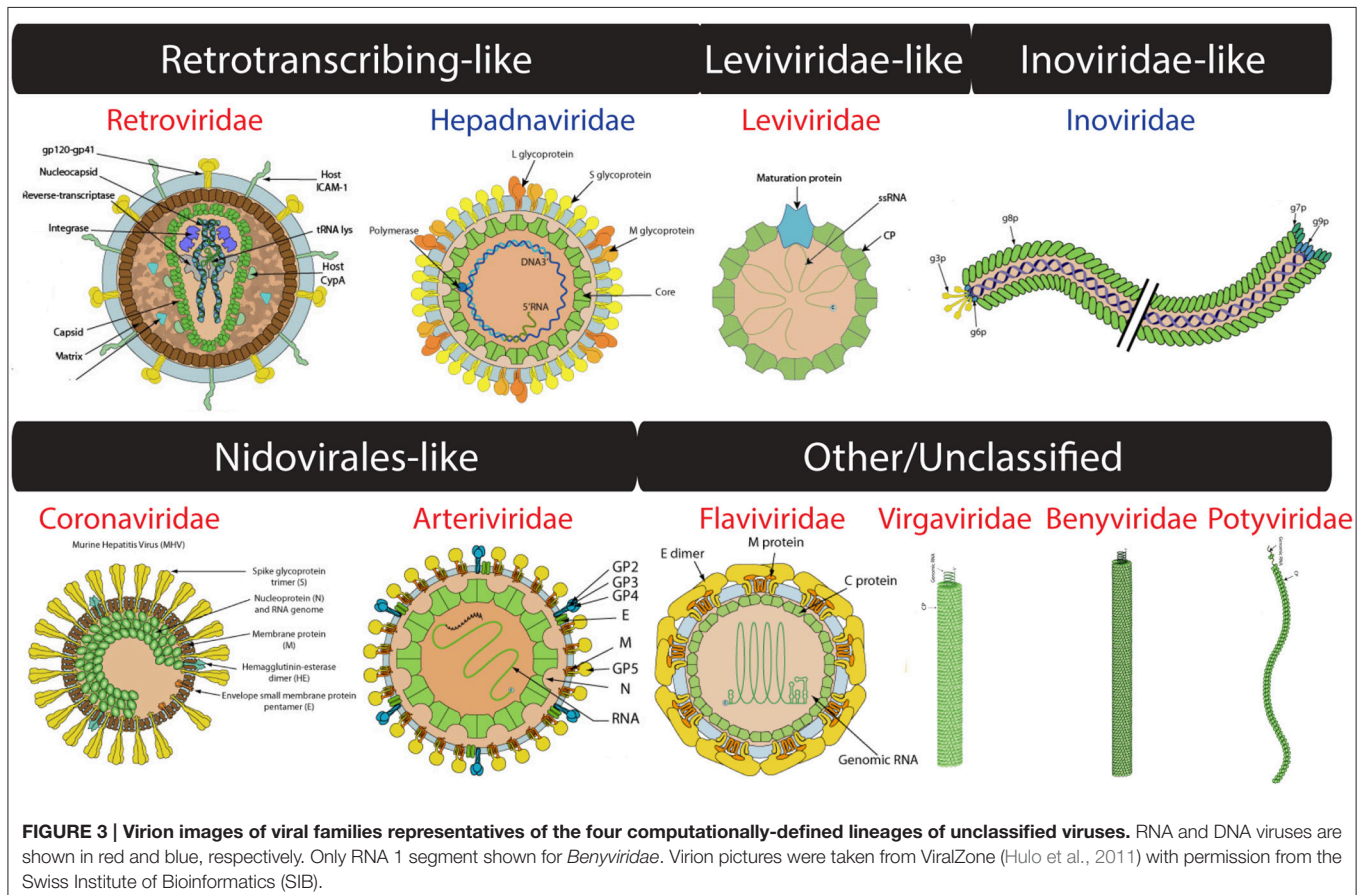 Retrotranscribing-like
Leviviridae-like
Inoviridae-like
Retroviridae
Hepadnaviridae
Leviviridae
Inoviridae
gp120-gp41
Nucleocapsid
Reverse-transcriptase
Integrase
Capsid
Matrix
Host
ICAM-1
tRNA lys
Host
CypA
L glycoprotein
S glycoprotein
M glycoprotein
Polymerase
DNA3'
5'RNA
Core
Maturation protein
ssRNA
CP
g8p
g7p
g9p
g3p
g6p
Nidovirales-like
Other/Unclassified
Coronaviridae
Arteriviridae
Flaviviridae
Virgaviridae
Benyviridae
Potyviridae
Murine Hepatitis Virus (MHV)
Spike glycoprotein
trimer (S)
Nucleoprotein (N)
and RNA genome
Membrane protein
(M)
Hemagglutinin-esterase
dimer (HE)
Envelope small membrane protein
pentamer (E)
GP2
GP3
GP4
E
M
GP5
N
RNA
E dimer
M protein
C protein
Genomic RNA
Genomic RNA
CP
Genomic RNA
CP
FIGURE 3 | Virion images of viral families representatives of the four computationally-defined lineages of unclassified viruses. RNA and DNA viruses are
shown in red and blue, respectively. Only RNA 1 segment shown for Benyviridae. Virion pictures were taken from ViralZone (Hulo et al., 2011) with permission from the
Swiss Institute of Bioinformatics (SIB).